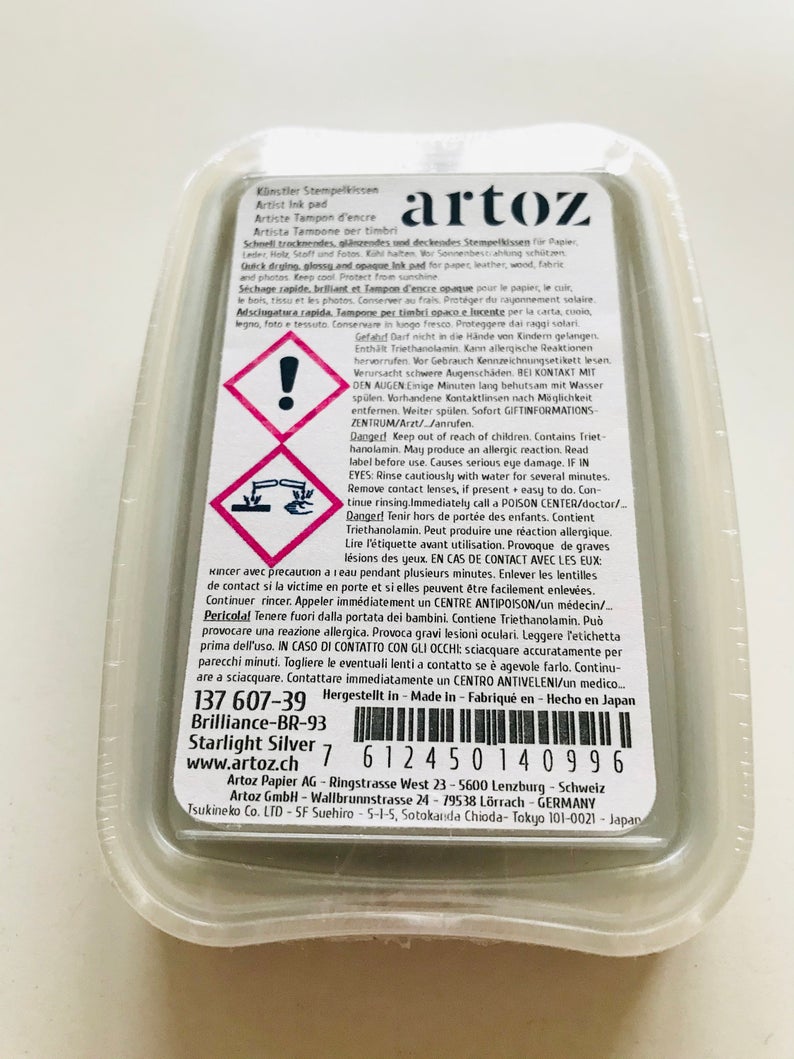 Künstler Stempelkissen
Artist Ink pad
Artiste Tampon d'encre
Artista Tampone per timbri
artoz
Schnell trocknendes, glänzendes und deckendes Stempelkissen für Papier,
Leder, Holz, Stoff und Fotos. Kühl halten. Vor Sonnenbestrahlung schützen.
Quick drying, glossy and opaque Ink pad for paper, leather, wood, fabric
and photos. Keep cool. Protect from sunshine.
Séchage rapide, brillant et Tampon d'encre opaque pour le papier, le cuir,
le bois, tissu et les photos. Conserver au frais. Protéger du rayonnement solaire.
Adsciugatura rapida, Tampone per timbri opaco e lucente per la carta, cuoio,
legno, foto e tessuto. Conservare in luogo fresco. Proteggere dai raggi solari.
Gefahr! Darf nicht in die Hände von Kindern gelangen.
Enthält Triethanolamin. Kann allergische Reaktionen
hervorrufen. Vor Gebrauch Kennzeichnungsetikett lesen.
Verursacht schwere Augenschäden. BEI KONTAKT MIT
DEN AUGEN:Einige Minuten lang behutsam mit Wasser
spülen. Vorhandene Kontaktlinsen nach Möglichkeit
entfernen. Weiter spülen. Sofort GIFTINFORMATIONS-
ZENTRUM/Arzt/.../anrufen.
Danger! Keep out of reach of children. Contains Triet-
hanolamin. May produce an allergic reaction. Read
label before use. Causes serious eye damage. IF IN
EYES: Rinse cautiously with water for several minutes.
Remove contact lenses, if present + easy to do. Con-
tinue rinsing.Immediately call a POISON CENTER/doctor/...
Danger! Tenir hors de portée des enfants. Contient
Triethanolamin. Peut produire une réaction allergique.
Lire l'étiquette avant utilisation. Provoque de graves
lésions des yeux. EN CAS DE CONTACT AVEC LES EUX:
Rincer avec précaution à l'eau pendant plusieurs minutes. Enlever les lentilles
de contact si la victime en porte et si elles peuvent être facilement enlevées.
Continuer rincer. Appeler immédiatement un CENTRE ANTIPOISON/un médecin/...
Pericola! Tenere fuori dalla portata dei bambini. Contiene Triethanolamin. Può
provocare una reazione allergica. Provoca gravi lesioni oculari. Leggere l'etichetta
prima dell'uso. IN CASO DI CONTATTO CON GLI OCCHI: sciacquare accuratamente per
parecchi minuti. Togliere le eventuali lenti a contatto se è agevole farlo. Continu-
are a sciacquare. Contattare immediatamente un CENTRO ANTIVELENI/un medico...
137 607-39
Hergestellt in - Made in - Fabriqué en - Hecho en Japan
Brilliance-BR-93
Starlight Silver
www.artoz.ch
7 612450 140996
Artoz Papier AG - Ringstrasse West 23 - 5600 Lenzburg - Schweiz
Artoz GmbH - Wallbrunnstrasse 24 - 79538 Lörrach - GERMANY
Tsukineko Co. LTD - 5F Suehiro - 5-1-5, Sotokanda Chioda- Tokyo 101-0021 - Japan